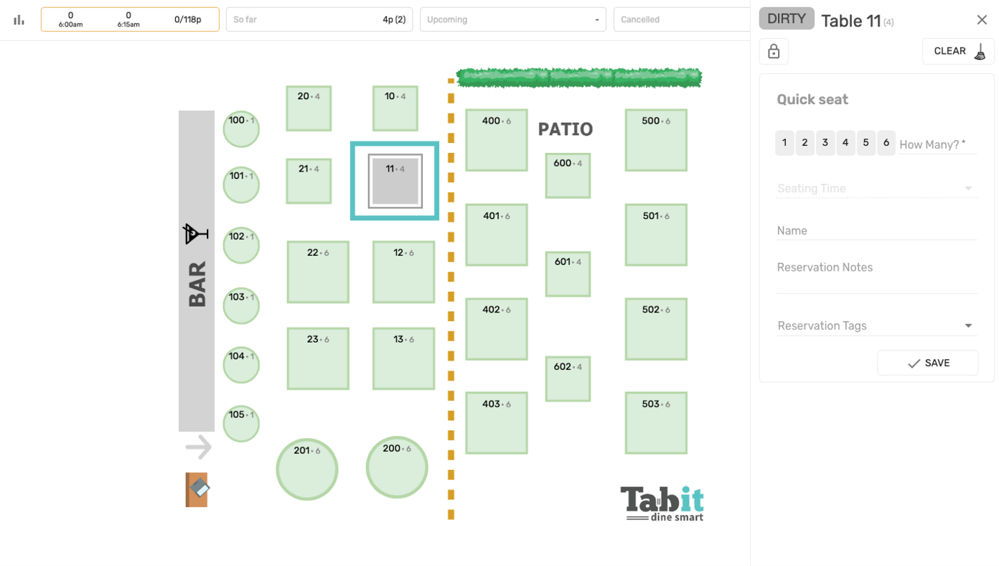 0 0 0/118p
6:00am 6:15am
So far 4p (2)
Upcoming -
Cancelled
DIRTY Table 11 (4)
CLEAR
Quick seat
1 2 3 4 5 6 How Many? *
Seating Time
Name
Reservation Notes
Reservation Tags
SAVE
20 • 4 10 • 4
100 • 1 400 • 6 PATIO 500 • 6
21 • 4 11 • 4 600 • 4
101 • 1
401 • 6 501 • 6
102 • 1
22 • 6 12 • 6 601 • 4
BAR
103 • 1 402 • 6 502 • 6
23 • 6 13 • 6
104 • 1 602 • 4
403 • 6 503 • 6
105 • 1
201 • 6 200 • 6
Tabit
dine smart